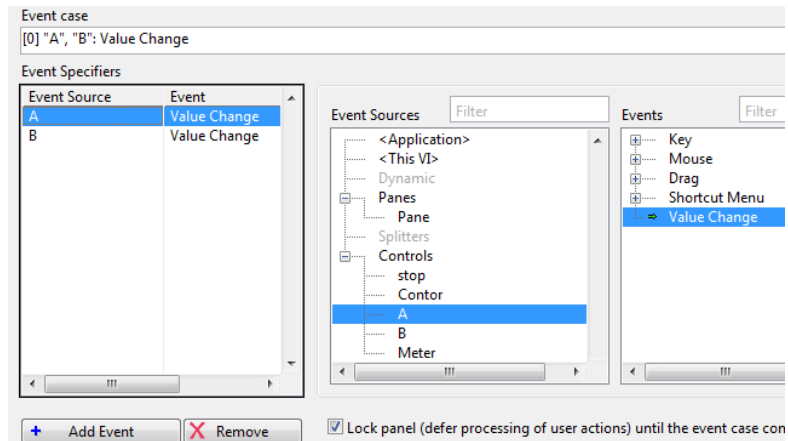 Event case
[0] "A", "B": Value Change
Event Specifiers
Event Source Event
A Value Change
B Value Change
Add Event
Remove
Event Sources Filter
<Application>
<This VI>
Dynamic
Panes
Pane
Splitters
Controls
stop
Contor
A
B
Meter
Events Filter
Key
Mouse
Drag
Shortcut Menu
Value Change
Lock panel (defer processing of user actions) until the event case con